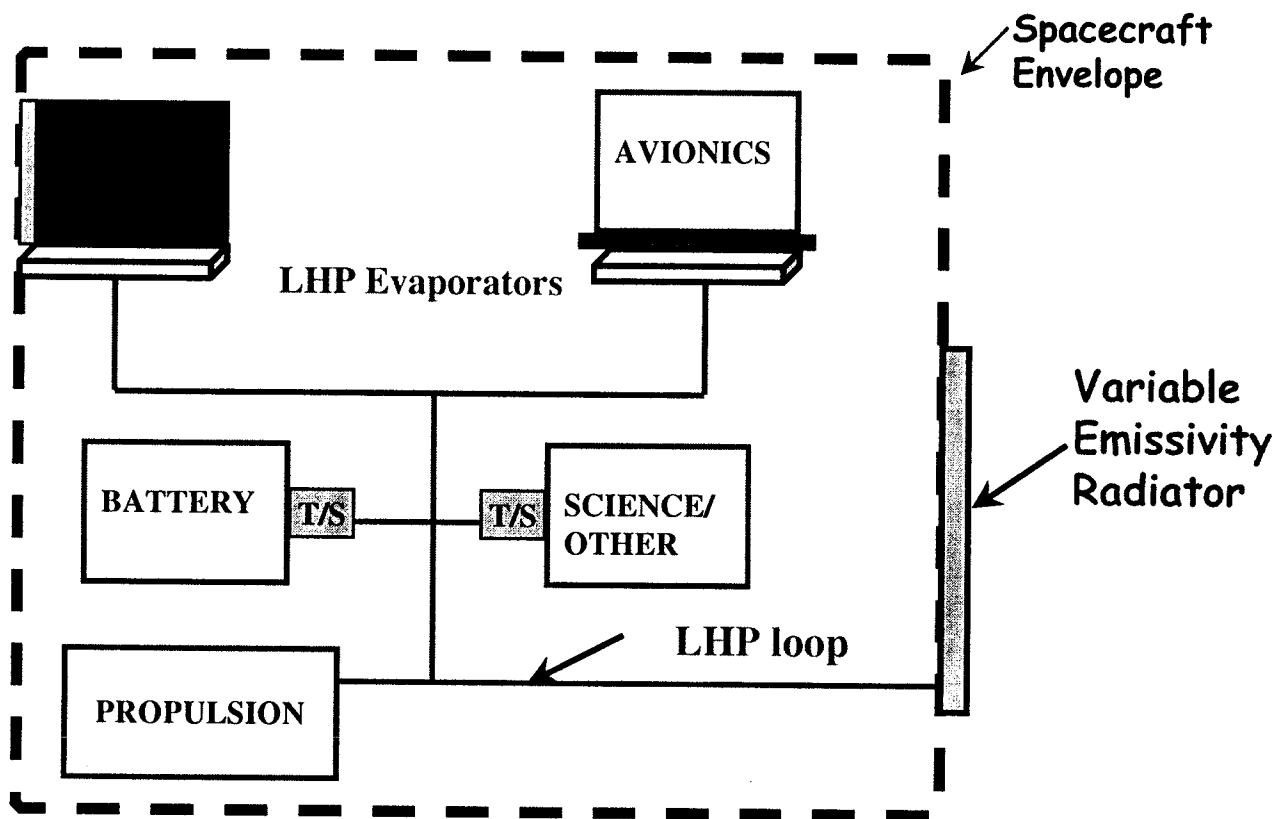 Spacecraft
Envelope
AVIONICS
LHP Evaporators
Variable
Emissivity
Radiator
BATTERY
T/S
T/S
SCIENCE/
OTHER
LHP loop
PROPULSION